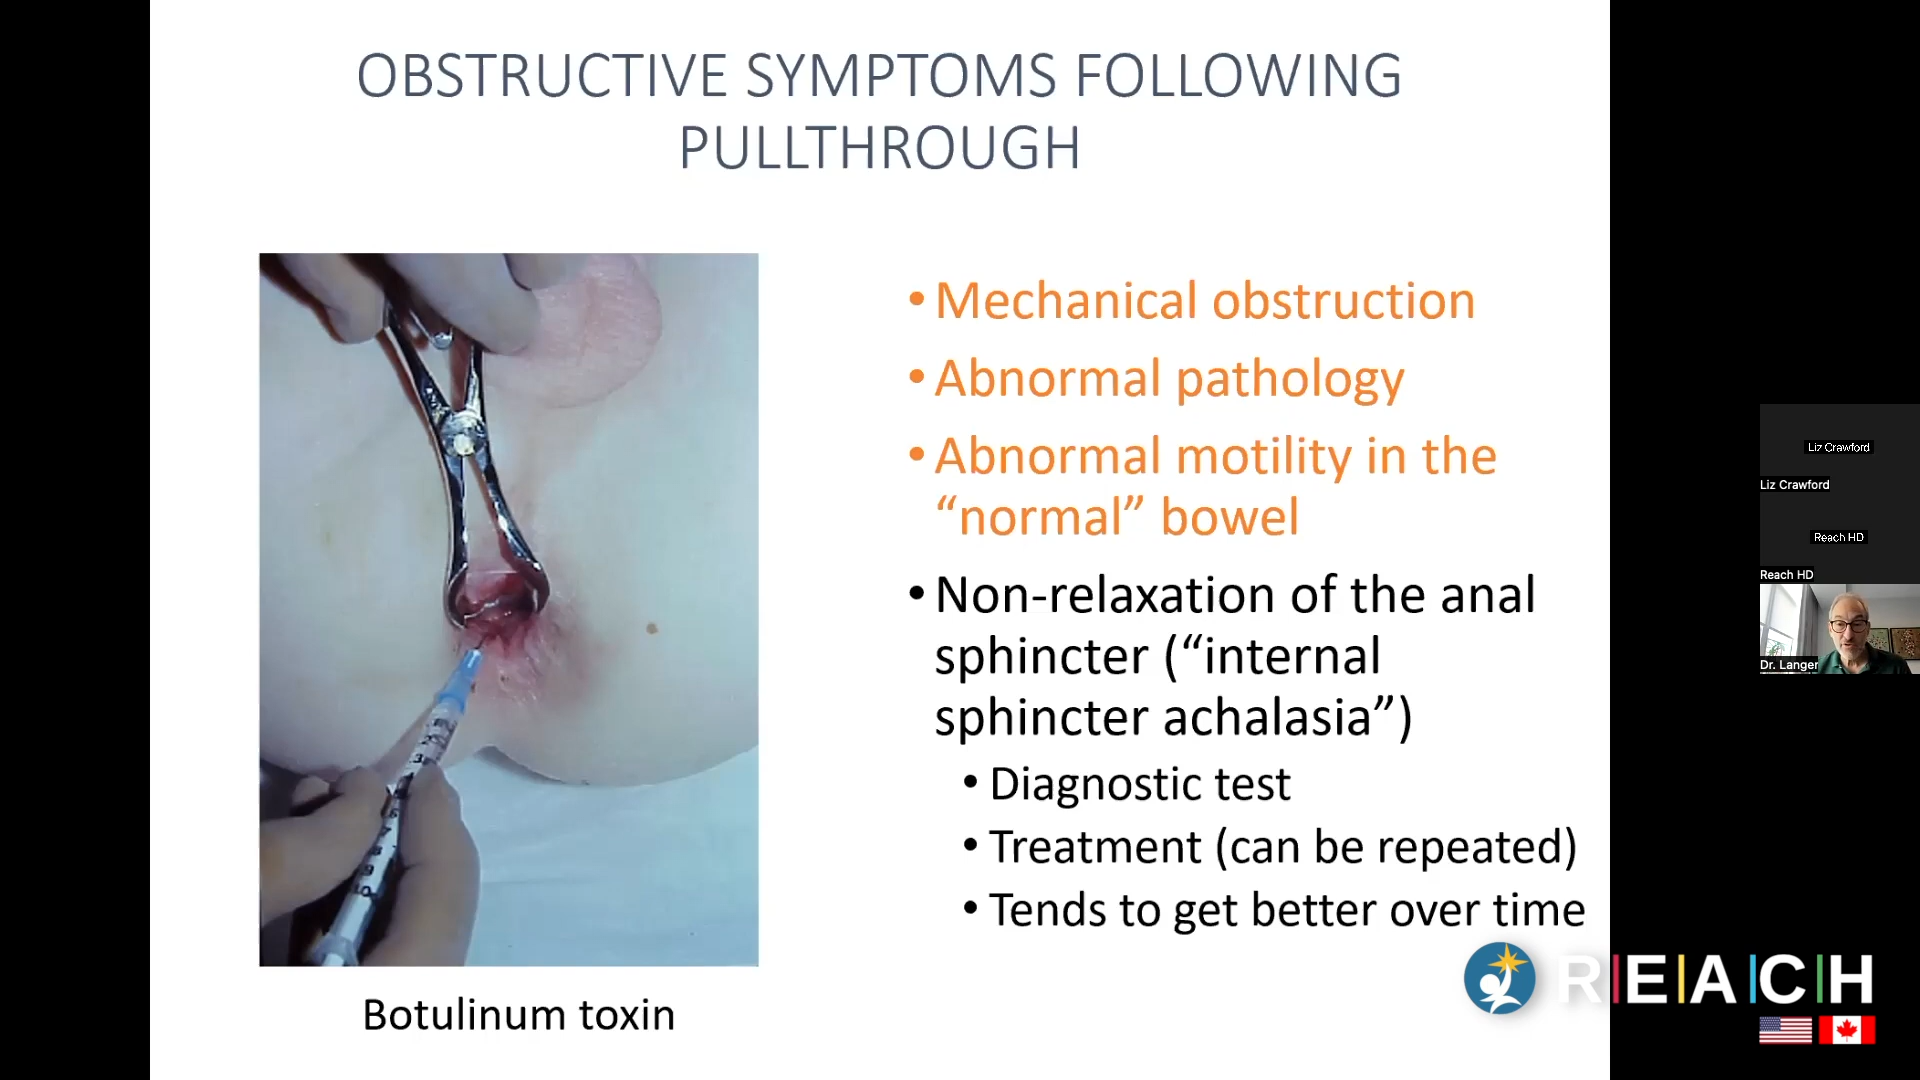 OBSTRUCTIVE SYMPTOMS FOLLOWING
PULLTHROUGH
• Mechanical obstruction
• Abnormal pathology
• Abnormal motility in the
“normal” bowel
• Non-relaxation of the anal
sphincter (“internal
sphincter achalasia”)
• Diagnostic test
• Treatment (can be repeated)
• Tends to get better over time
Botulinum toxin
Liz Crawford
Liz Crawford
Reach HD
Reach HD
Dr. Langer
R|E|A|C|H